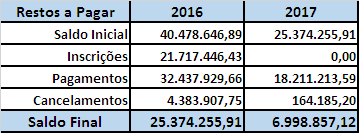 Restos a Pagar 2016 2017
Saldo Inicial 40.478.646,89 25.374.255,91
Inscrições 21.717.446,43 0,00
Pagamentos 32.437.929,66 18.211.213,59
Cancelamentos 4.383.907,75 164.185,20
Saldo Final 25.374.255,91 6.998.857,12